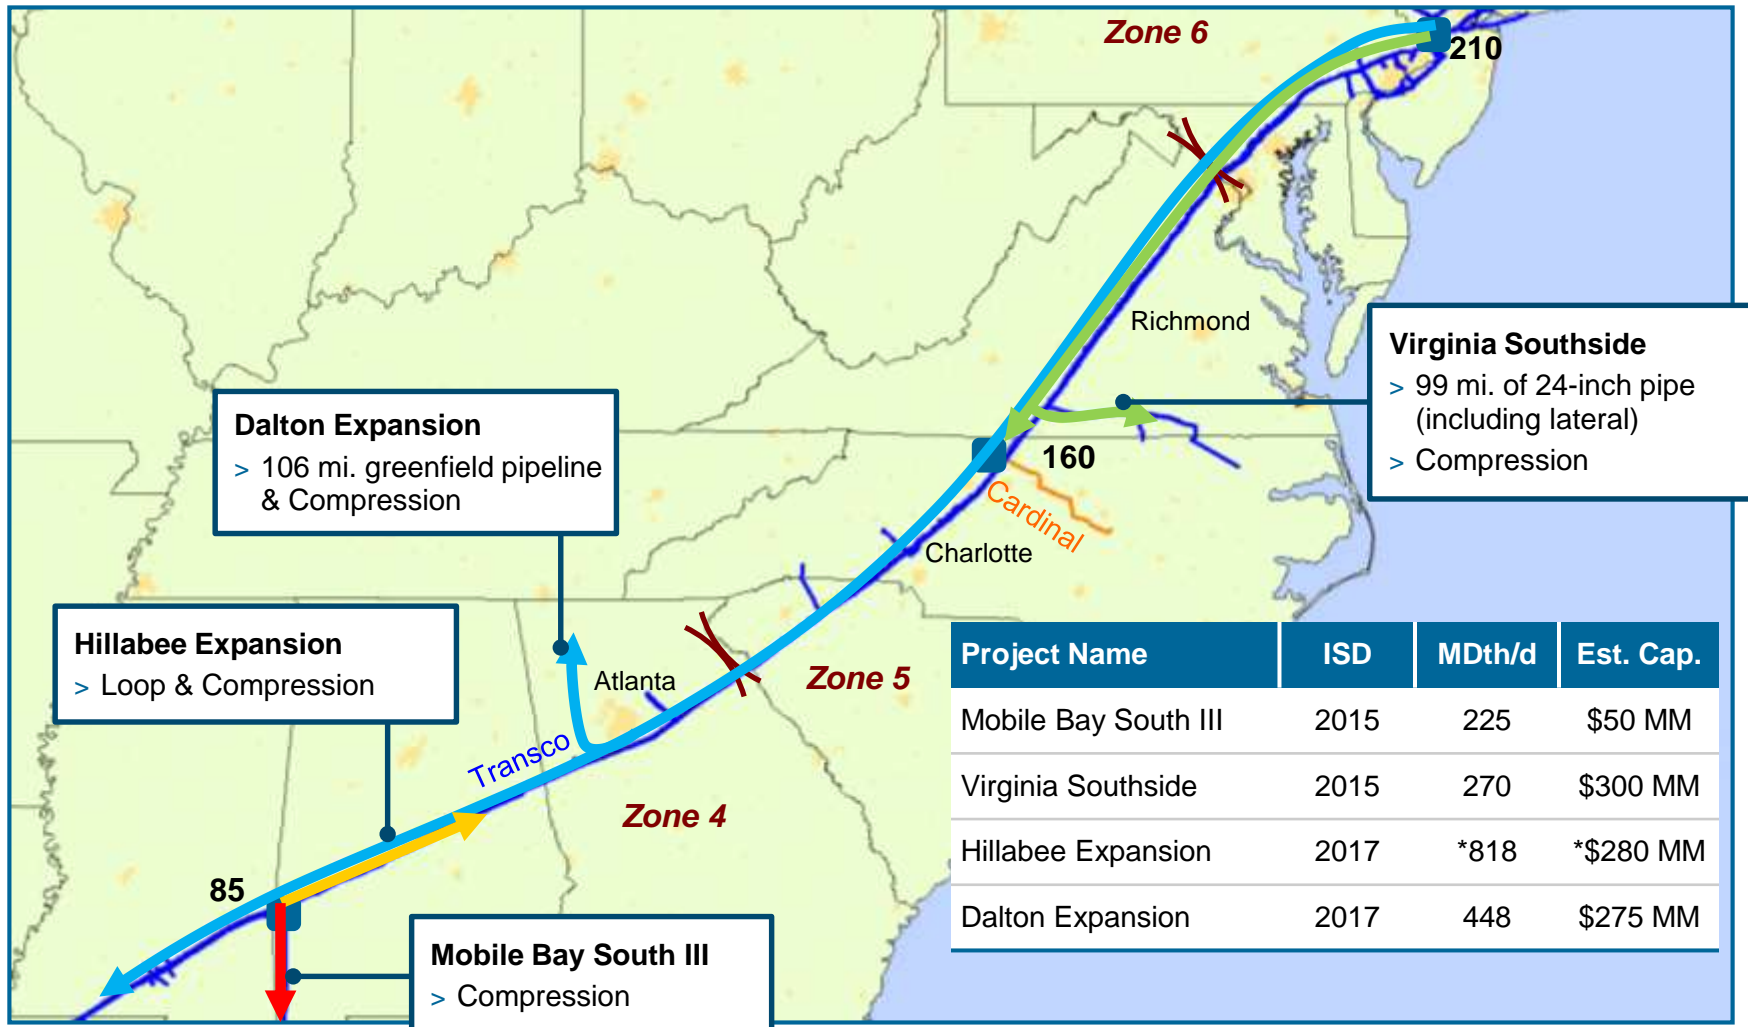 Zone 6
210
Richmond
Virginia Southside
> 99 mi. of 24-inch pipe
(including lateral)
> Compression
Dalton Expansion
> 106 mi. greenfield pipeline
& Compression
160
Cardinal
Charlotte
Hillabee Expansion
> Loop & Compression
Atlanta
Zone 5
Transco
Zone 4
85
Mobile Bay South III
> Compression
Project Name ISD MDth/d Est. Cap.
Mobile Bay South III 2015 225 $50 MM
Virginia Southside 2015 270 $300 MM
Hillabee Expansion 2017 *818 *$280 MM
Dalton Expansion 2017 448 $275 MM